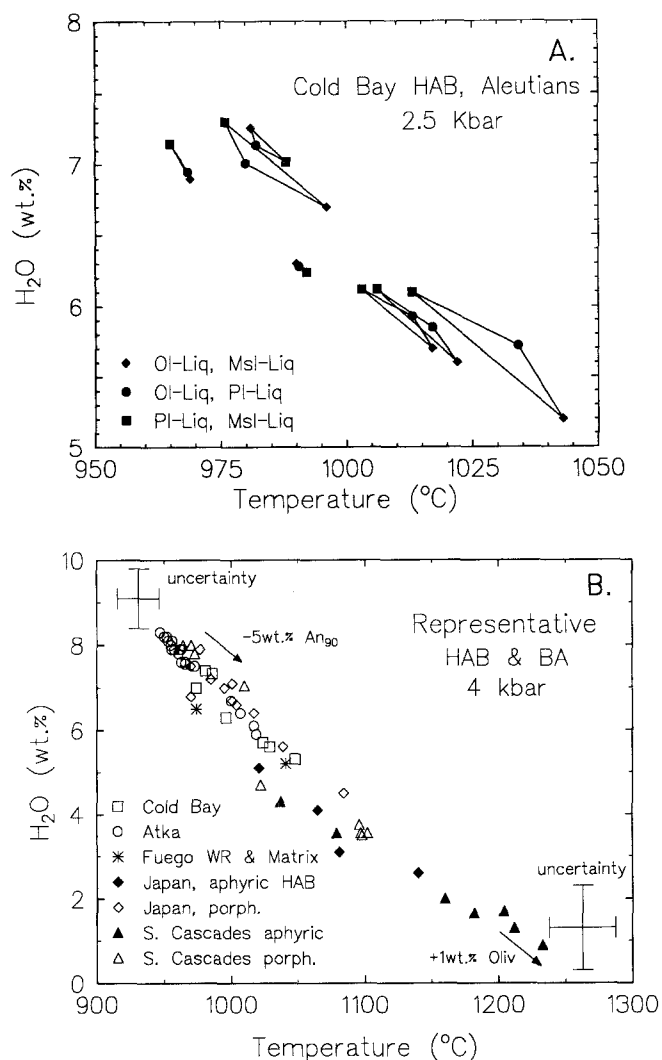 8
A.
Cold Bay HAB, Aleutians
2.5 Kbar
7
H₂O (wt.%)
6
Ol-Liq, Msl-Liq
Ol-Liq, Pl-Liq
Pl-Liq, Msl-Liq
5
950 975 1000 1025 1050
Temperature (°C)
10
B.
uncertainty
-5wt.% An₉₀
Representative
HAB & BA
4 kbar
8
6
H₂O (wt.%)
4
Cold Bay
Atka
Fuego WR & Matrix
Japan, aphyric HAB
Japan, porph.
S. Cascades aphyric
S. Cascades porph.
uncertainty
+1wt.% Oliv
2
0
900 1000 1100 1200 1300
Temperature (°C)